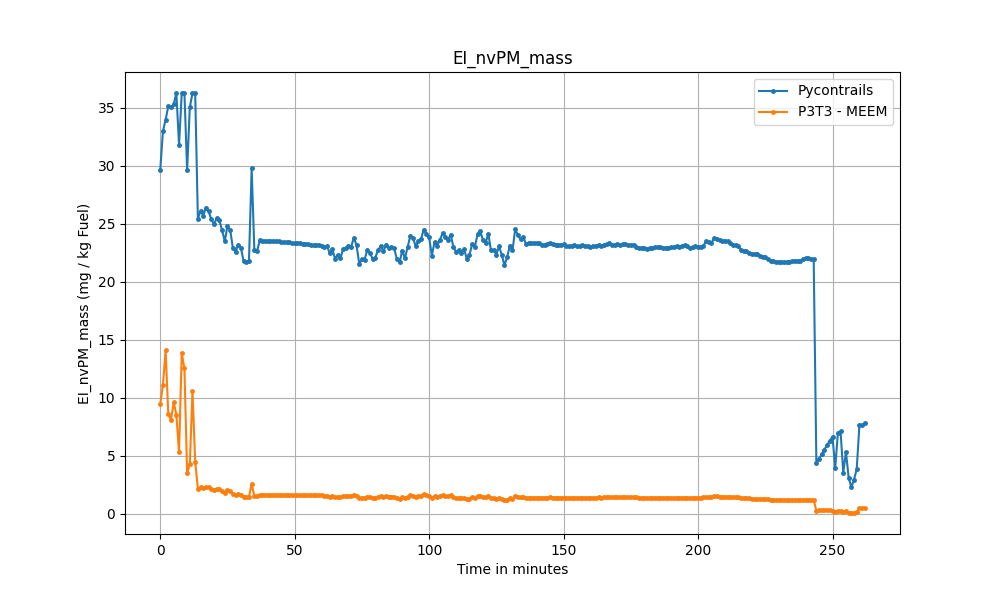 EI_nvPM_mass
Pycontrails
P3T3 - MEEM
EI_nvPM_mass (mg / kg Fuel)
35
30
25
20
15
10
5
0
0 50 100 150 200 250
Time in minutes